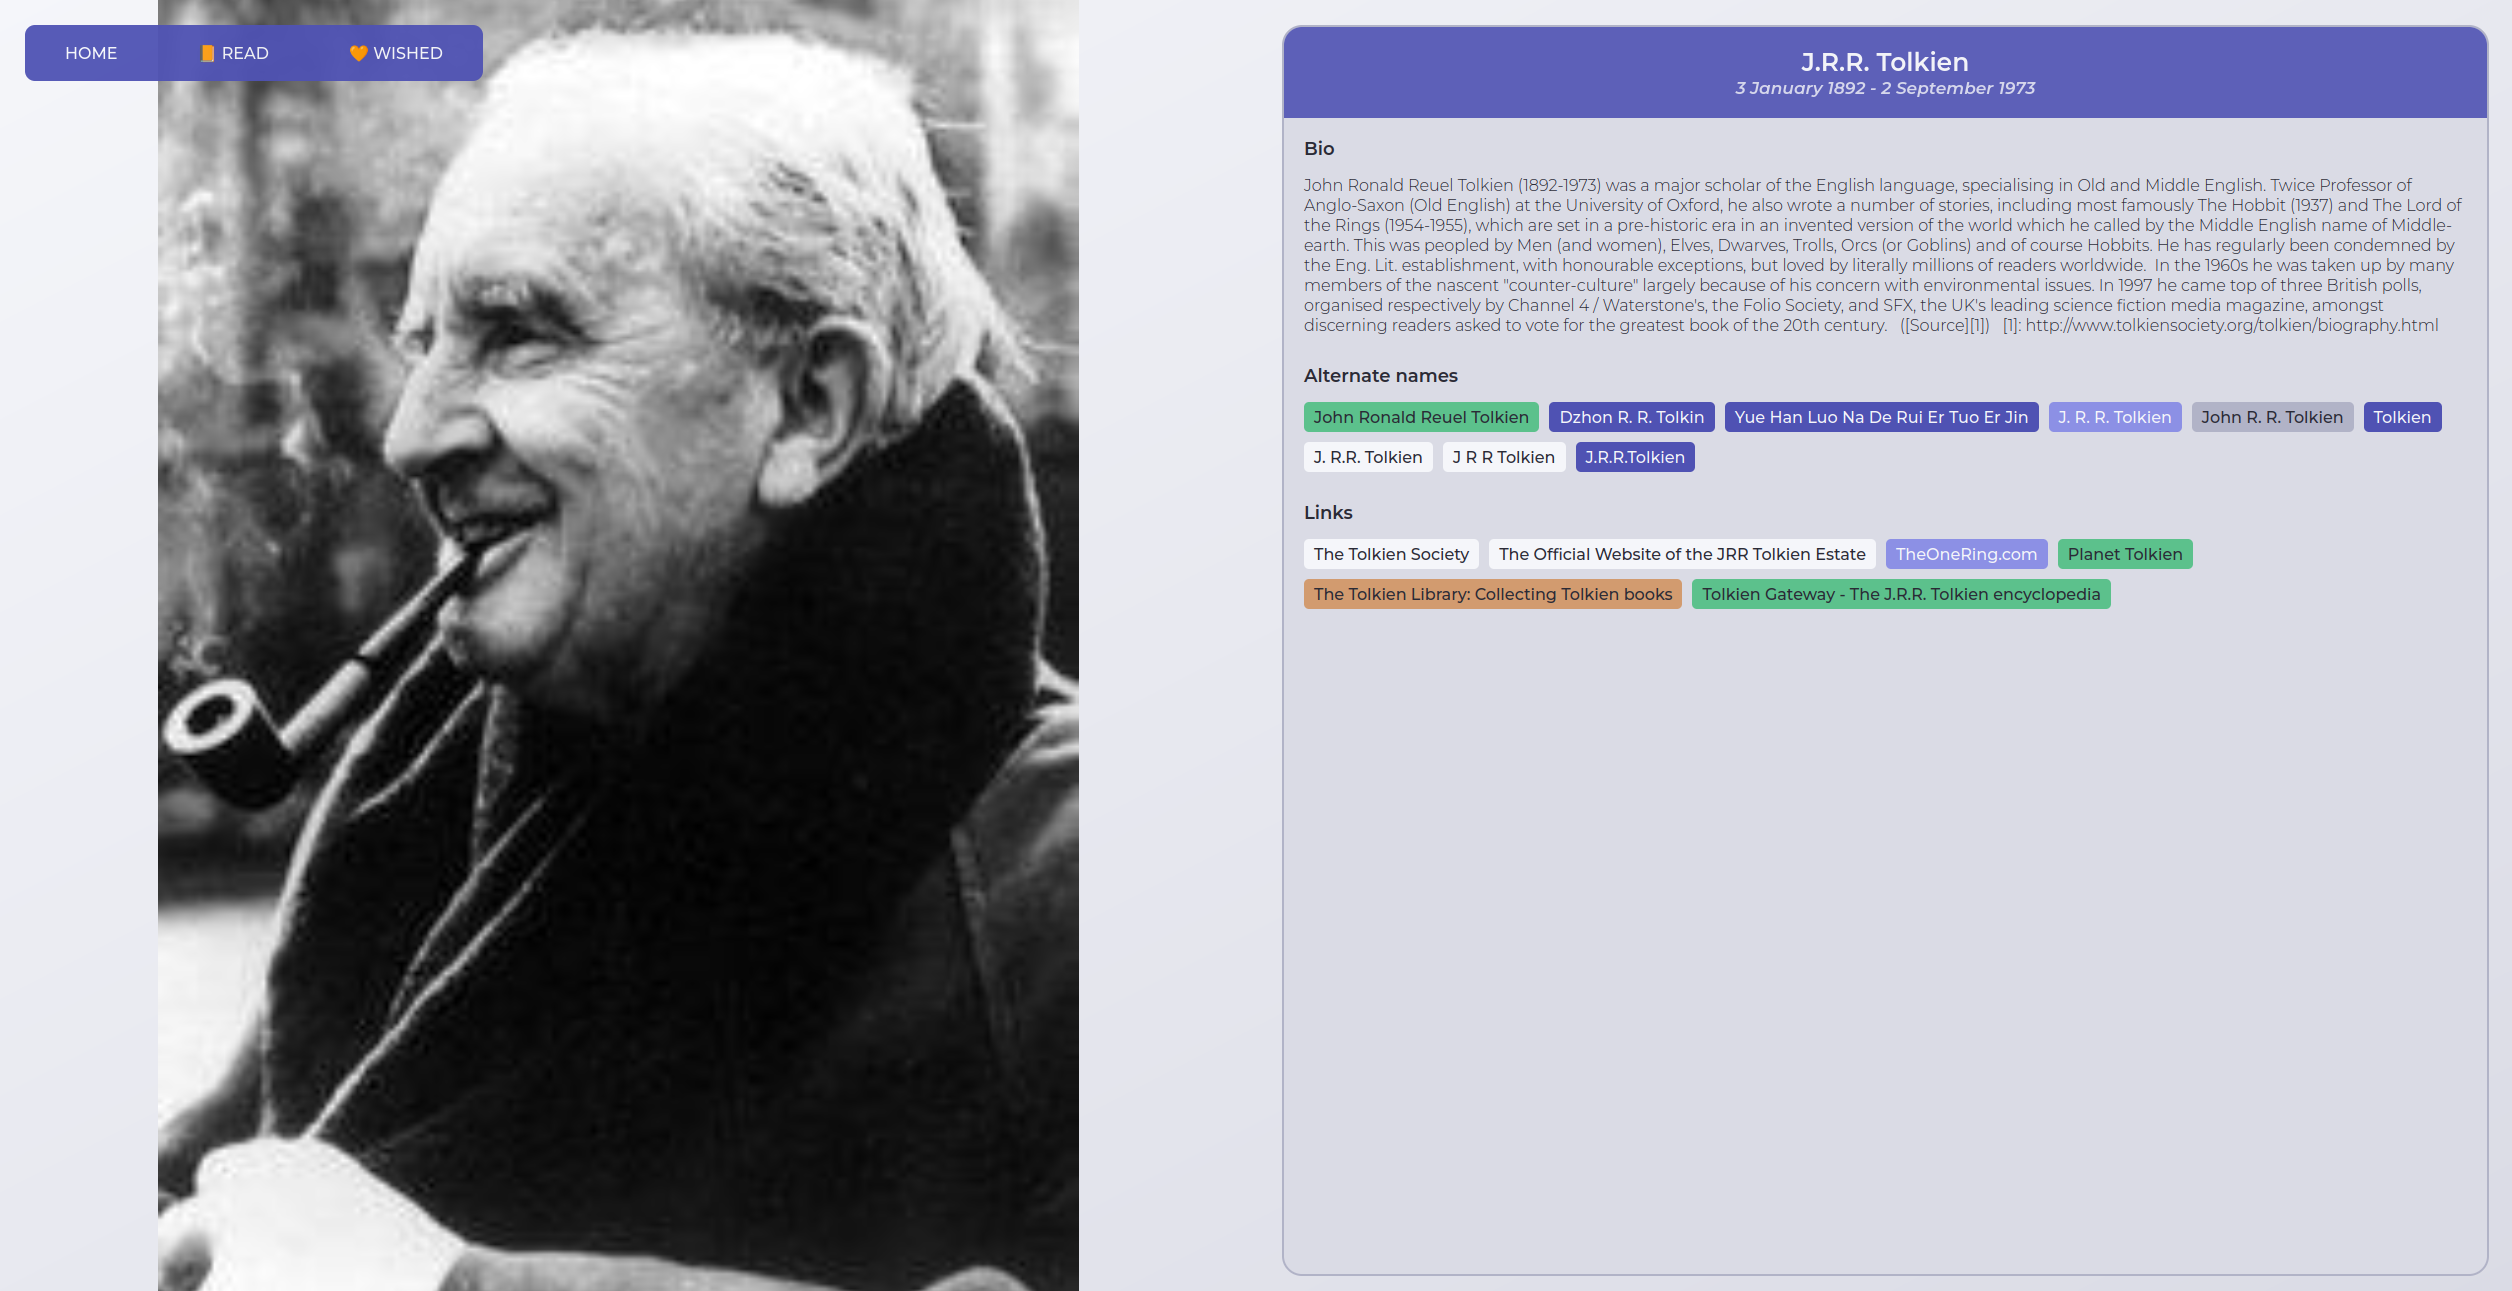 HOME 📙 READ 🧡 WISHED
J.R.R. Tolkien
3 January 1892 - 2 September 1973
Bio
John Ronald Reuel Tolkien (1892-1973) was a major scholar of the English language, specialising in Old and Middle English. Twice Professor of
Anglo-Saxon (Old English) at the University of Oxford, he also wrote a number of stories, including most famously The Hobbit (1937) and The Lord of
the Rings (1954-1955), which are set in a pre-historic era in an invented version of the world which he called by the Middle English name of Middle-
earth. This was peopled by Men (and women), Elves, Dwarves, Trolls, Orcs (or Goblins) and of course Hobbits. He has regularly been condemned by
the Eng. Lit. establishment, with honourable exceptions, but loved by literally millions of readers worldwide.  In the 1960s he was taken up by many
members of the nascent "counter-culture" largely because of his concern with environmental issues. In 1997 he came top of three British polls,
organised respectively by Channel 4 / Waterstone's, the Folio Society, and SFX, the UK's leading science fiction media magazine, amongst
discerning readers asked to vote for the greatest book of the 20th century.   ([Source][1])   [1]: http://www.tolkiensociety.org/tolkien/biography.html
Alternate names
John Ronald Reuel Tolkien Dzhon R. R. Tolkin Yue Han Luo Na De Rui Er Tuo Er Jin J. R. R. Tolkien John R. R. Tolkien Tolkien
J. R.R. Tolkien J R R Tolkien J.R.R.Tolkien
Links
The Tolkien Society The Official Website of the JRR Tolkien Estate TheOneRing.com Planet Tolkien
The Tolkien Library: Collecting Tolkien books Tolkien Gateway - The J.R.R. Tolkien encyclopedia